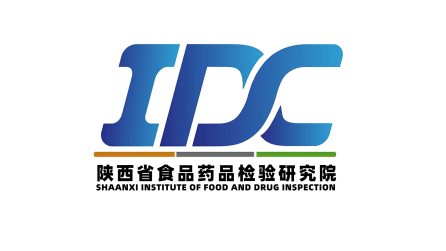 IDC
陕西省食品药品检验研究院
SHAANXI INSTITUTE OF FOOD AND DRUG INSPECTION